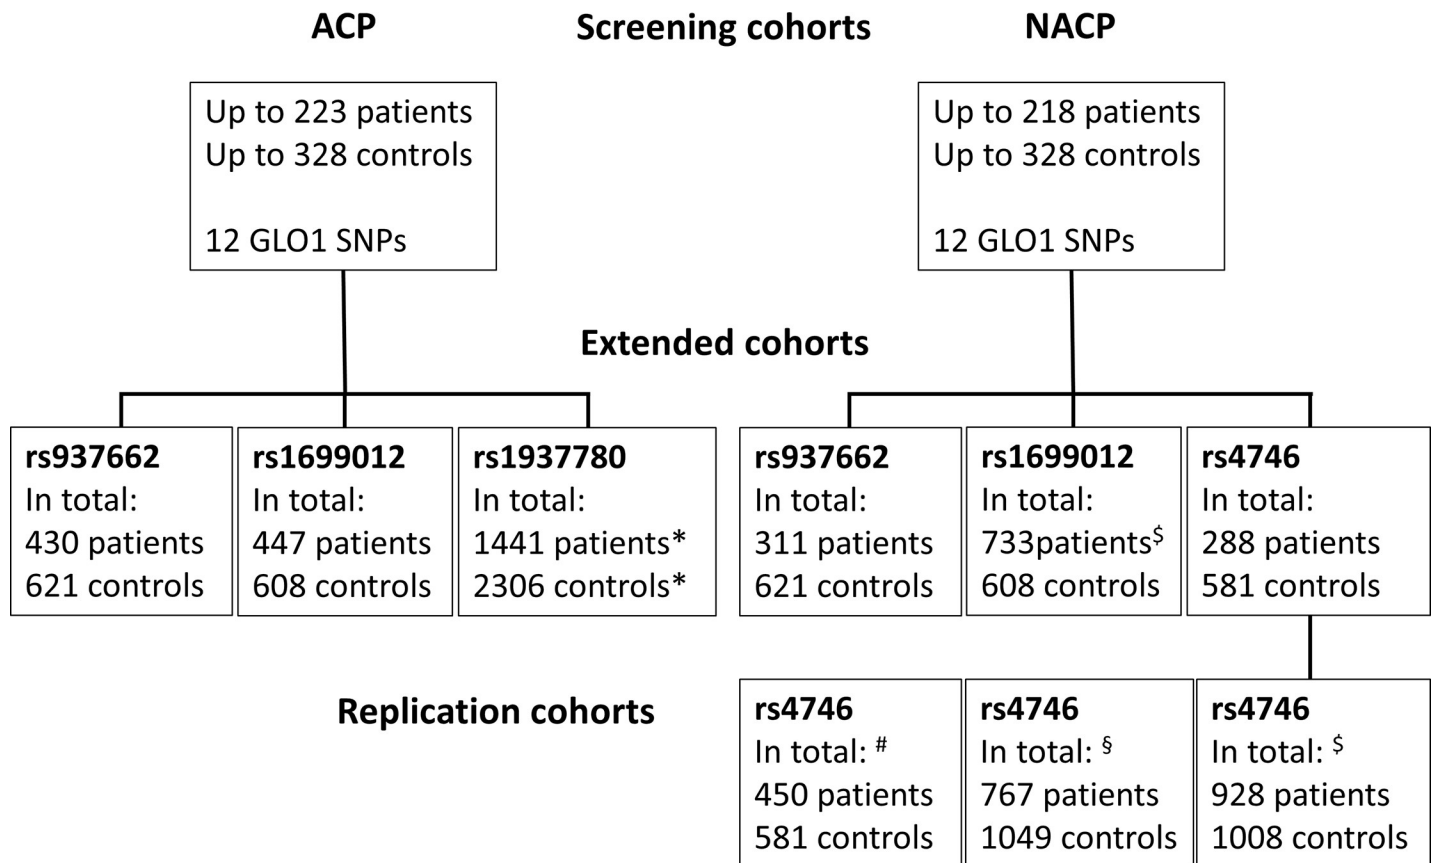 ACP
Screening cohorts
NACP
Up to 223 patients
Up to 328 controls
12 GLO1 SNPs
Up to 218 patients
Up to 328 controls
12 GLO1 SNPs
Extended cohorts
rs937662
In total:
430 patients
621 controls
rs1699012
In total:
447 patients
608 controls
rs1937780
In total:
1441 patients*
2306 controls*
rs937662
In total:
311 patients
621 controls
rs1699012
In total:
733patients$
608 controls
rs4746
In total:
288 patients
581 controls
Replication cohorts
rs4746
In total: #
450 patients
581 controls
rs4746
In total: §
767 patients
1049 controls
rs4746
In total: $
928 patients
1008 controls